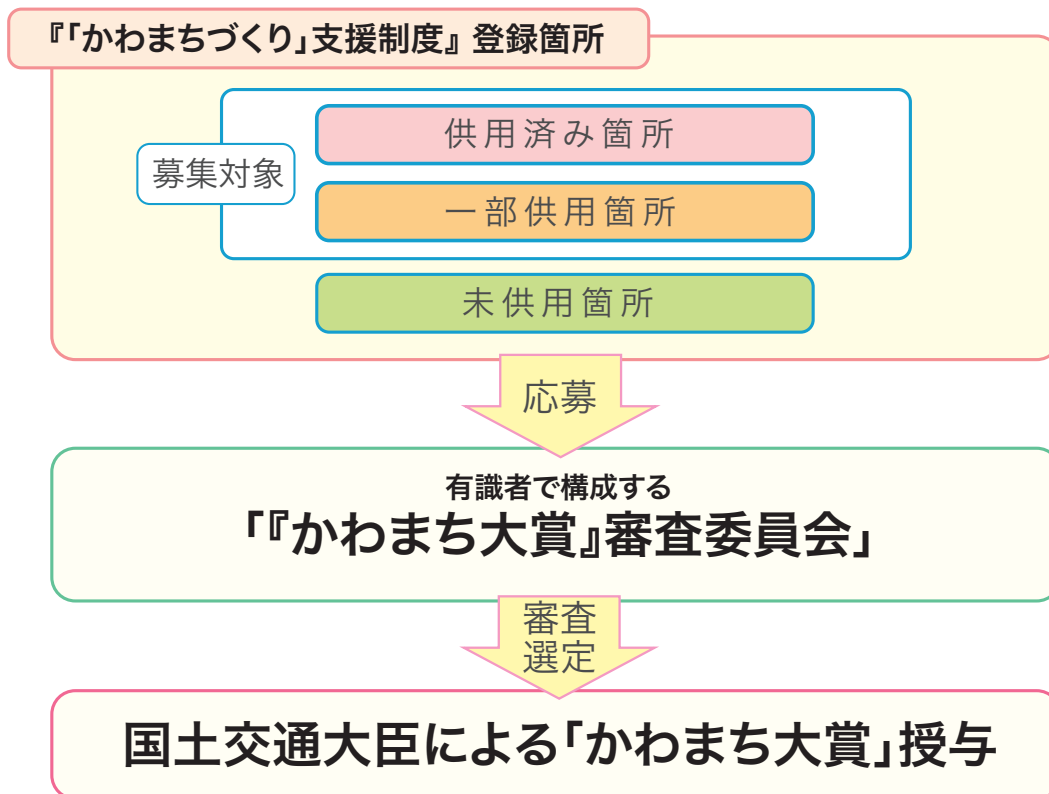 『「かわまちづくり」支援制度』 登録箇所
供用済み箇所
募集対象
一部供用箇所
未供用箇所
応募
有識者で構成する
「『かわまち大賞』審査委員会」
審査
選定
国土交通大臣による「かわまち大賞」授与